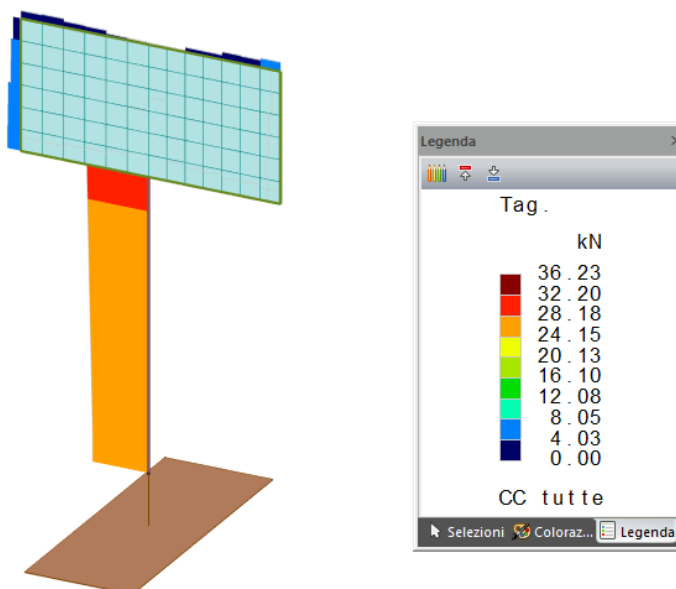 Legenda
Tag.
kN
36.23
32.20
28.18
24.15
20.13
16.10
12.08
8.05
4.03
0.00
CC tutte
Selezioni Coloraz... Legenda